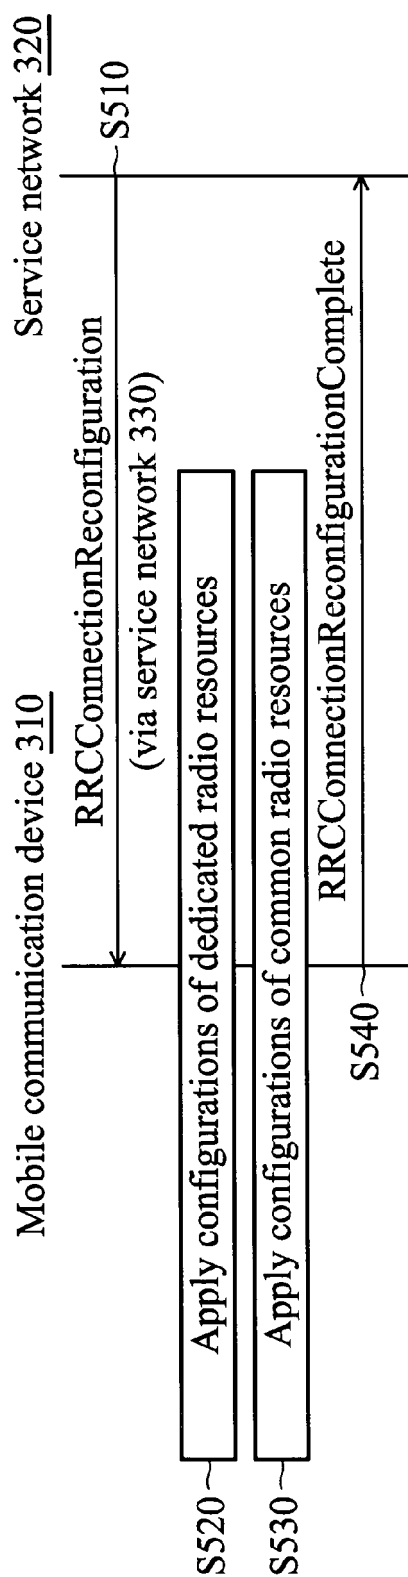 Mobile communication device 310
Service network 320
RRCConnectionReconfiguration
(via service network 330)
S510
S520
Apply configurations of dedicated radio resources
S530
Apply configurations of common radio resources
RRCConnectionReconfigurationComplete
S540